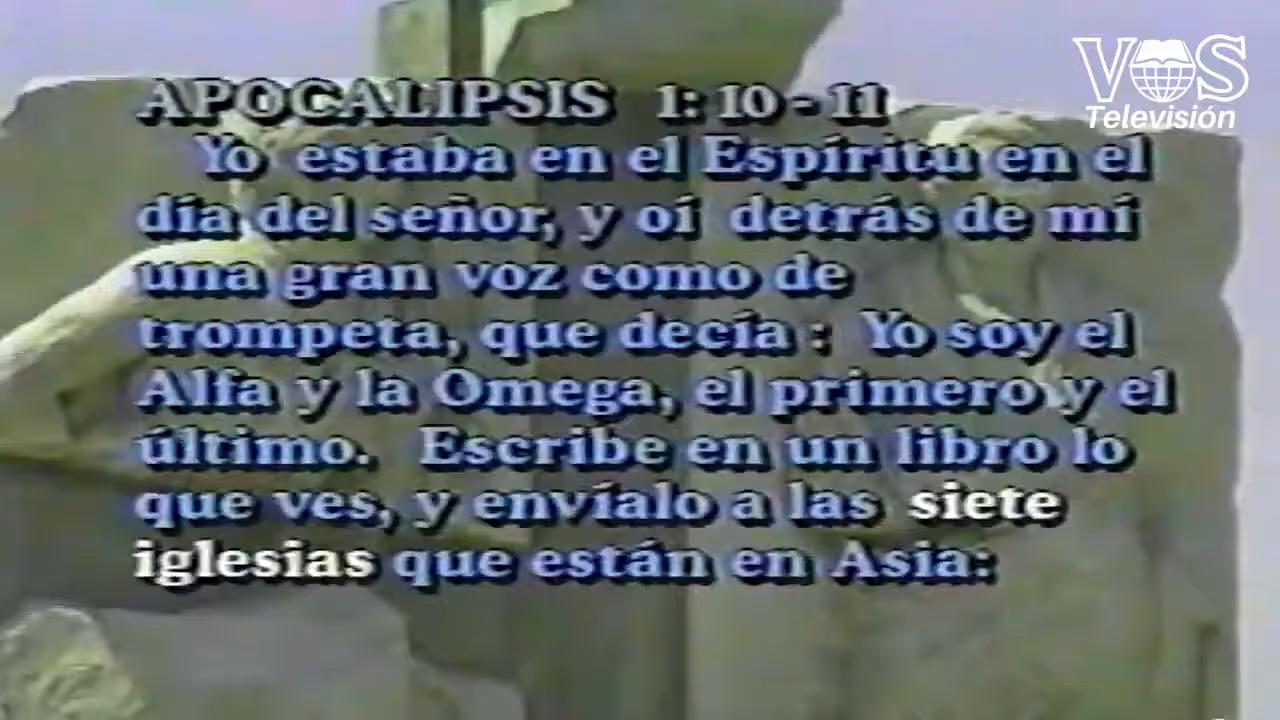 VOS
Televisión
APOCALIPSIS 1: 10 - 11
Yo estaba en el Espíritu en el
día del señor, y oí detrás de mí
una gran voz como de
trompeta, que decía : Yo soy el
Alfa y la Omega, el primero y el
último. Escribe en un libro lo
que ves, y envíalo a las siete
iglesias que están en Asia: